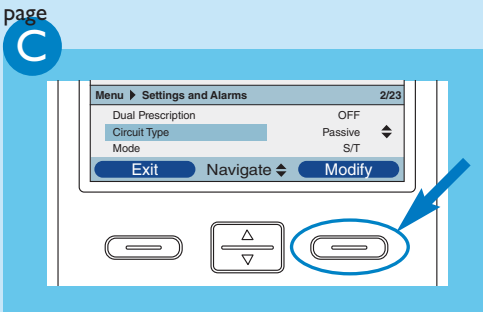 page
C
Menu ▶ Settings and Alarms 2/23
Dual Prescription OFF
Circuit Type Passive
Mode S/T
Exit Navigate Modify